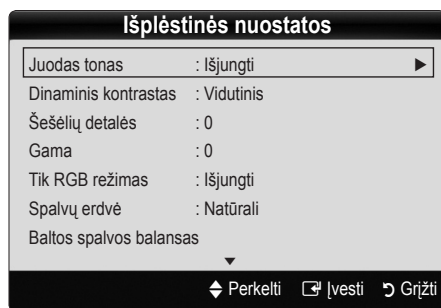 Išplėstinės nuostatos
Juodas tonas : Išjungti
Dinaminis kontrastas : Vidutinis
Šešėlių detalės : 0
Gama : 0
Tik RGB režimas : Išjungti
Spalvų erdvė : Natūrali
Baltos spalvos balansas
Perkelti Įvesti Grįžti